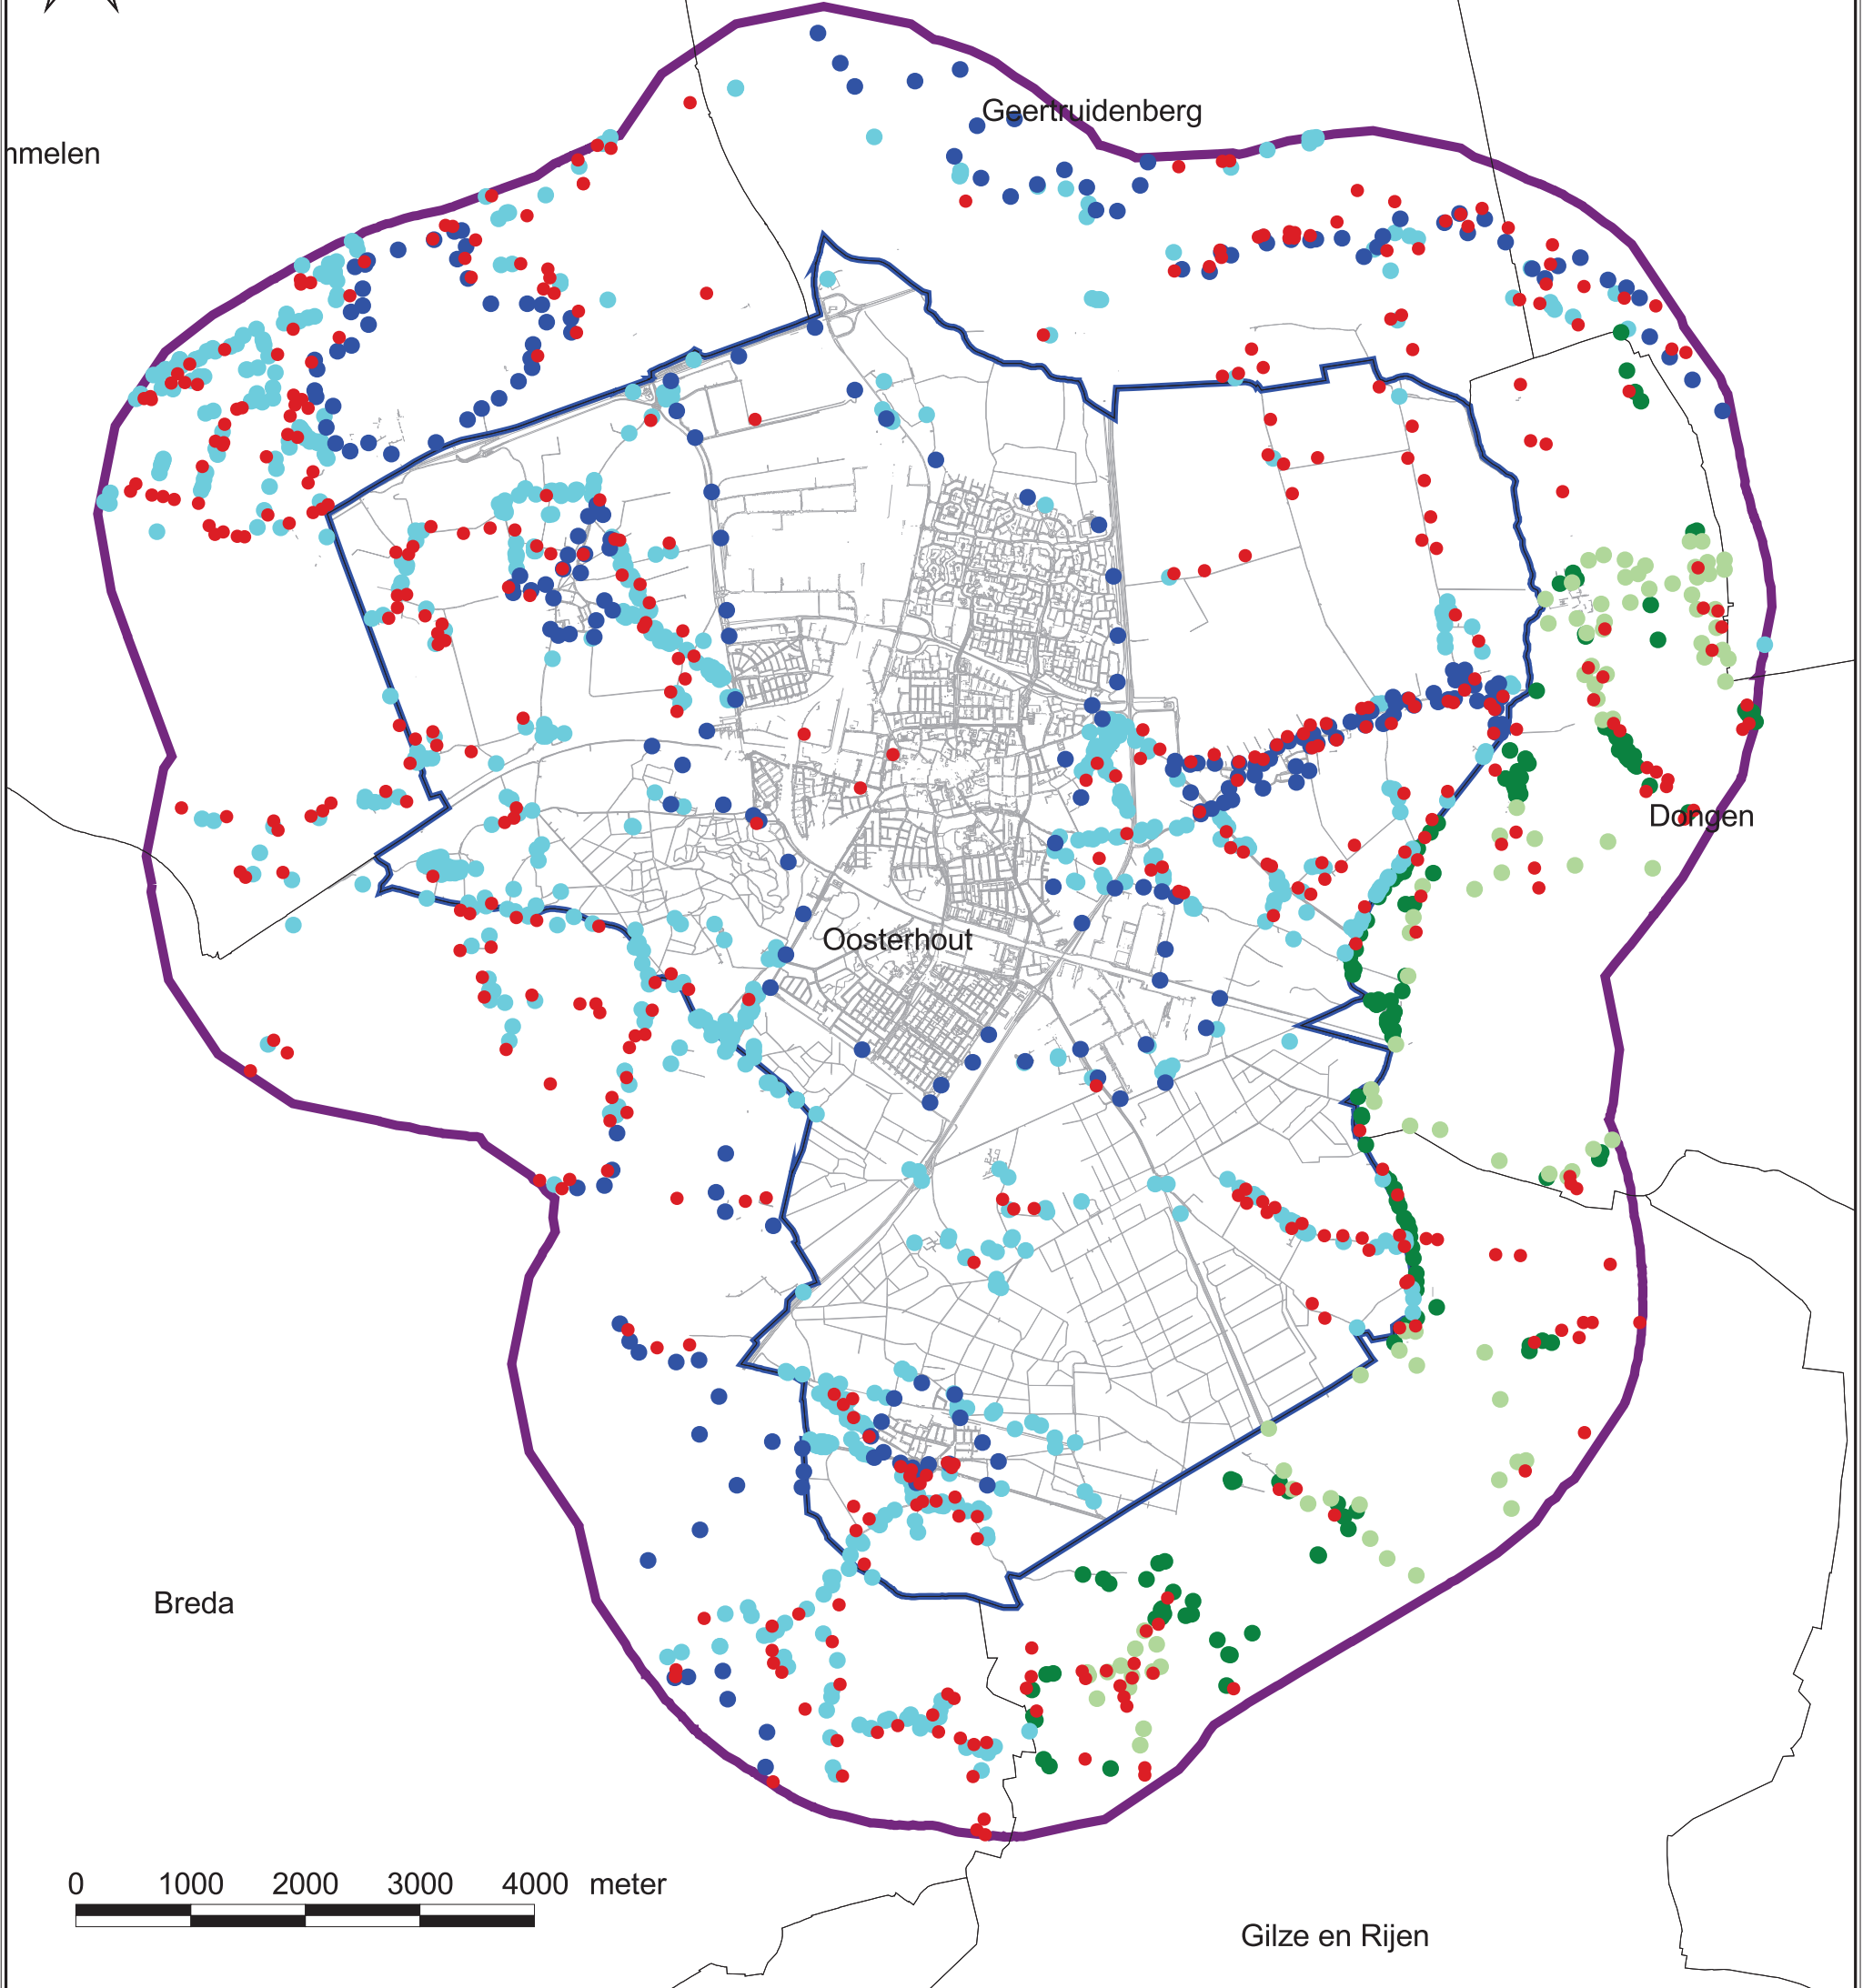 Geertruidenberg
nmelen
Dongen
Oosterhout
Breda
0 1000 2000 3000 4000 meter
Gilze en Rijen